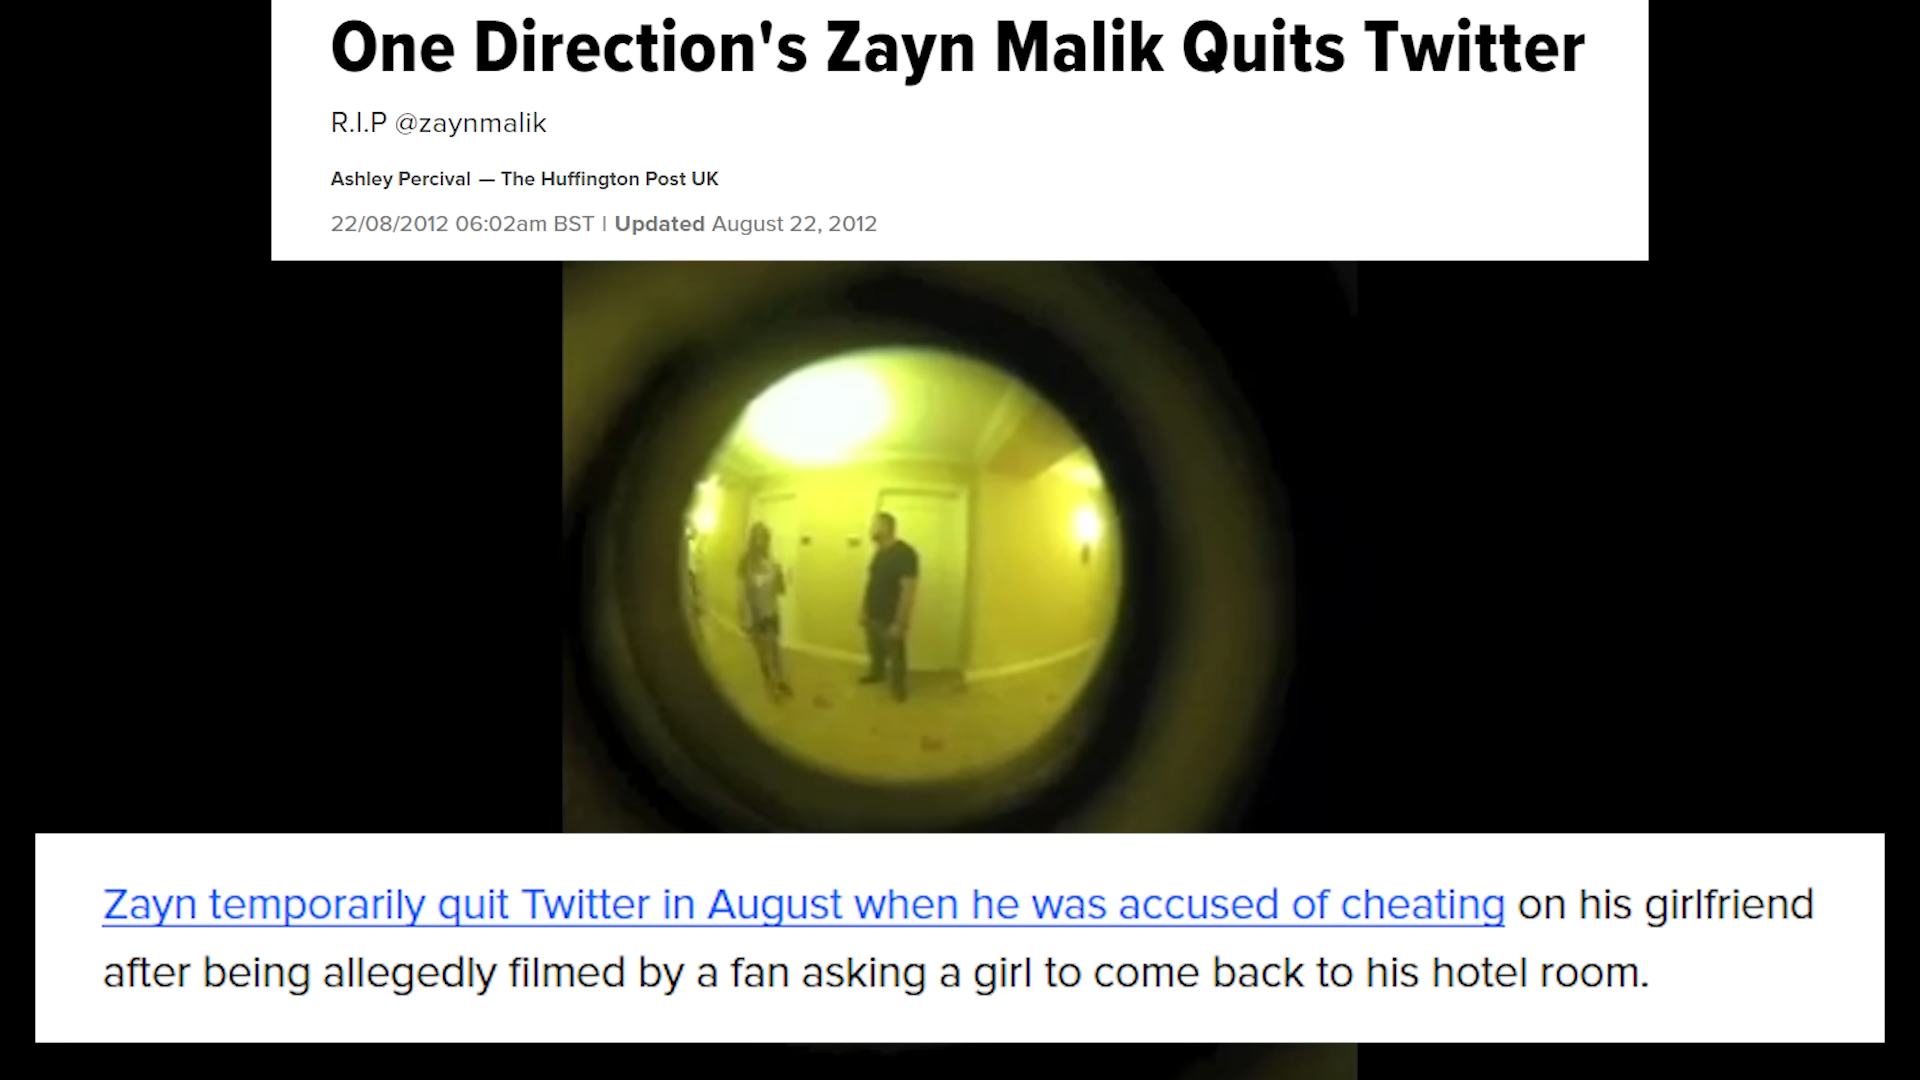 One Direction's Zayn Malik Quits Twitter
R.I.P @zaynmalik
Ashley Percival — The Huffington Post UK
22/08/2012 06:02am BST | Updated August 22, 2012
Zayn temporarily quit Twitter in August when he was accused of cheating on his girlfriend
after being allegedly filmed by a fan asking a girl to come back to his hotel room.